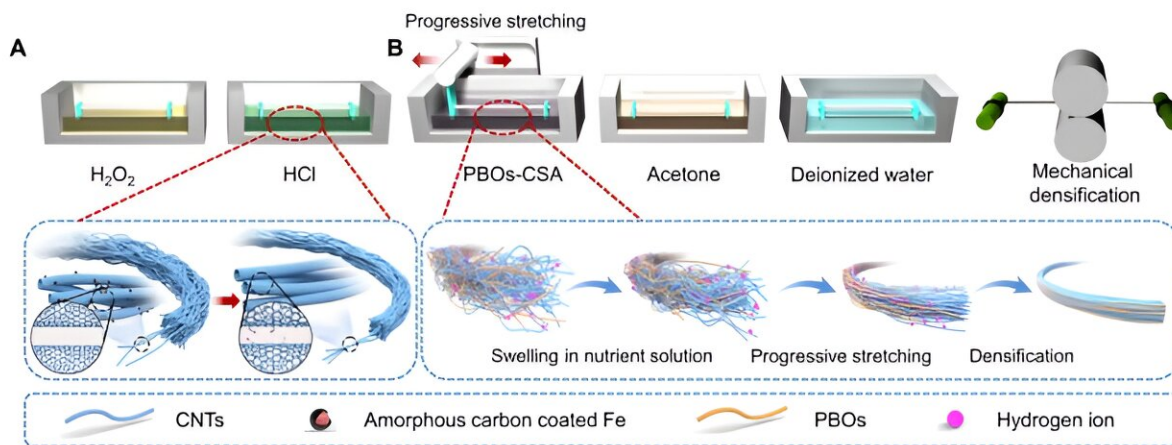 Progressive stretching
A
B
H₂O₂
HCl
PBOs-CSA
Acetone
Deionized water
Mechanical
densification
Swelling in nutrient solution
Progressive stretching
Densification
CNTs
Amorphous carbon coated Fe
PBOs
Hydrogen ion